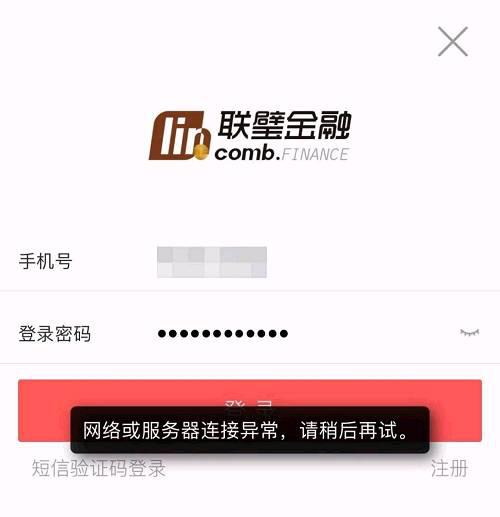 lin
联璧金融
comb.FINANCE
手机号
登录密码 ••••••••••••
登 录
网络或服务器连接异常，请稍后再试。
短信验证码登录 注册